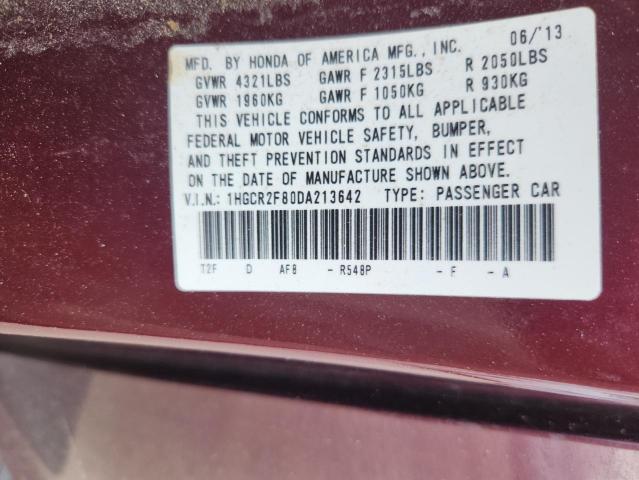 MFD. BY HONDA OF AMERICA MFG., INC. 06/'13
GVWR 4321LBS GAWR F 2315LBS R 2050LBS
GVWR 1960KG GAWR F 1050KG R 930KG
THIS VEHICLE CONFORMS TO ALL APPLICABLE
FEDERAL MOTOR VEHICLE SAFETY, BUMPER,
AND THEFT PREVENTION STANDARDS IN EFFECT
ON THE DATE OF MANUFACTURE SHOWN ABOVE.
V.I.N.: 1HGCR2F80DA213642 TYPE: PASSENGER CAR
T2F D AF8 - R548P - F - A